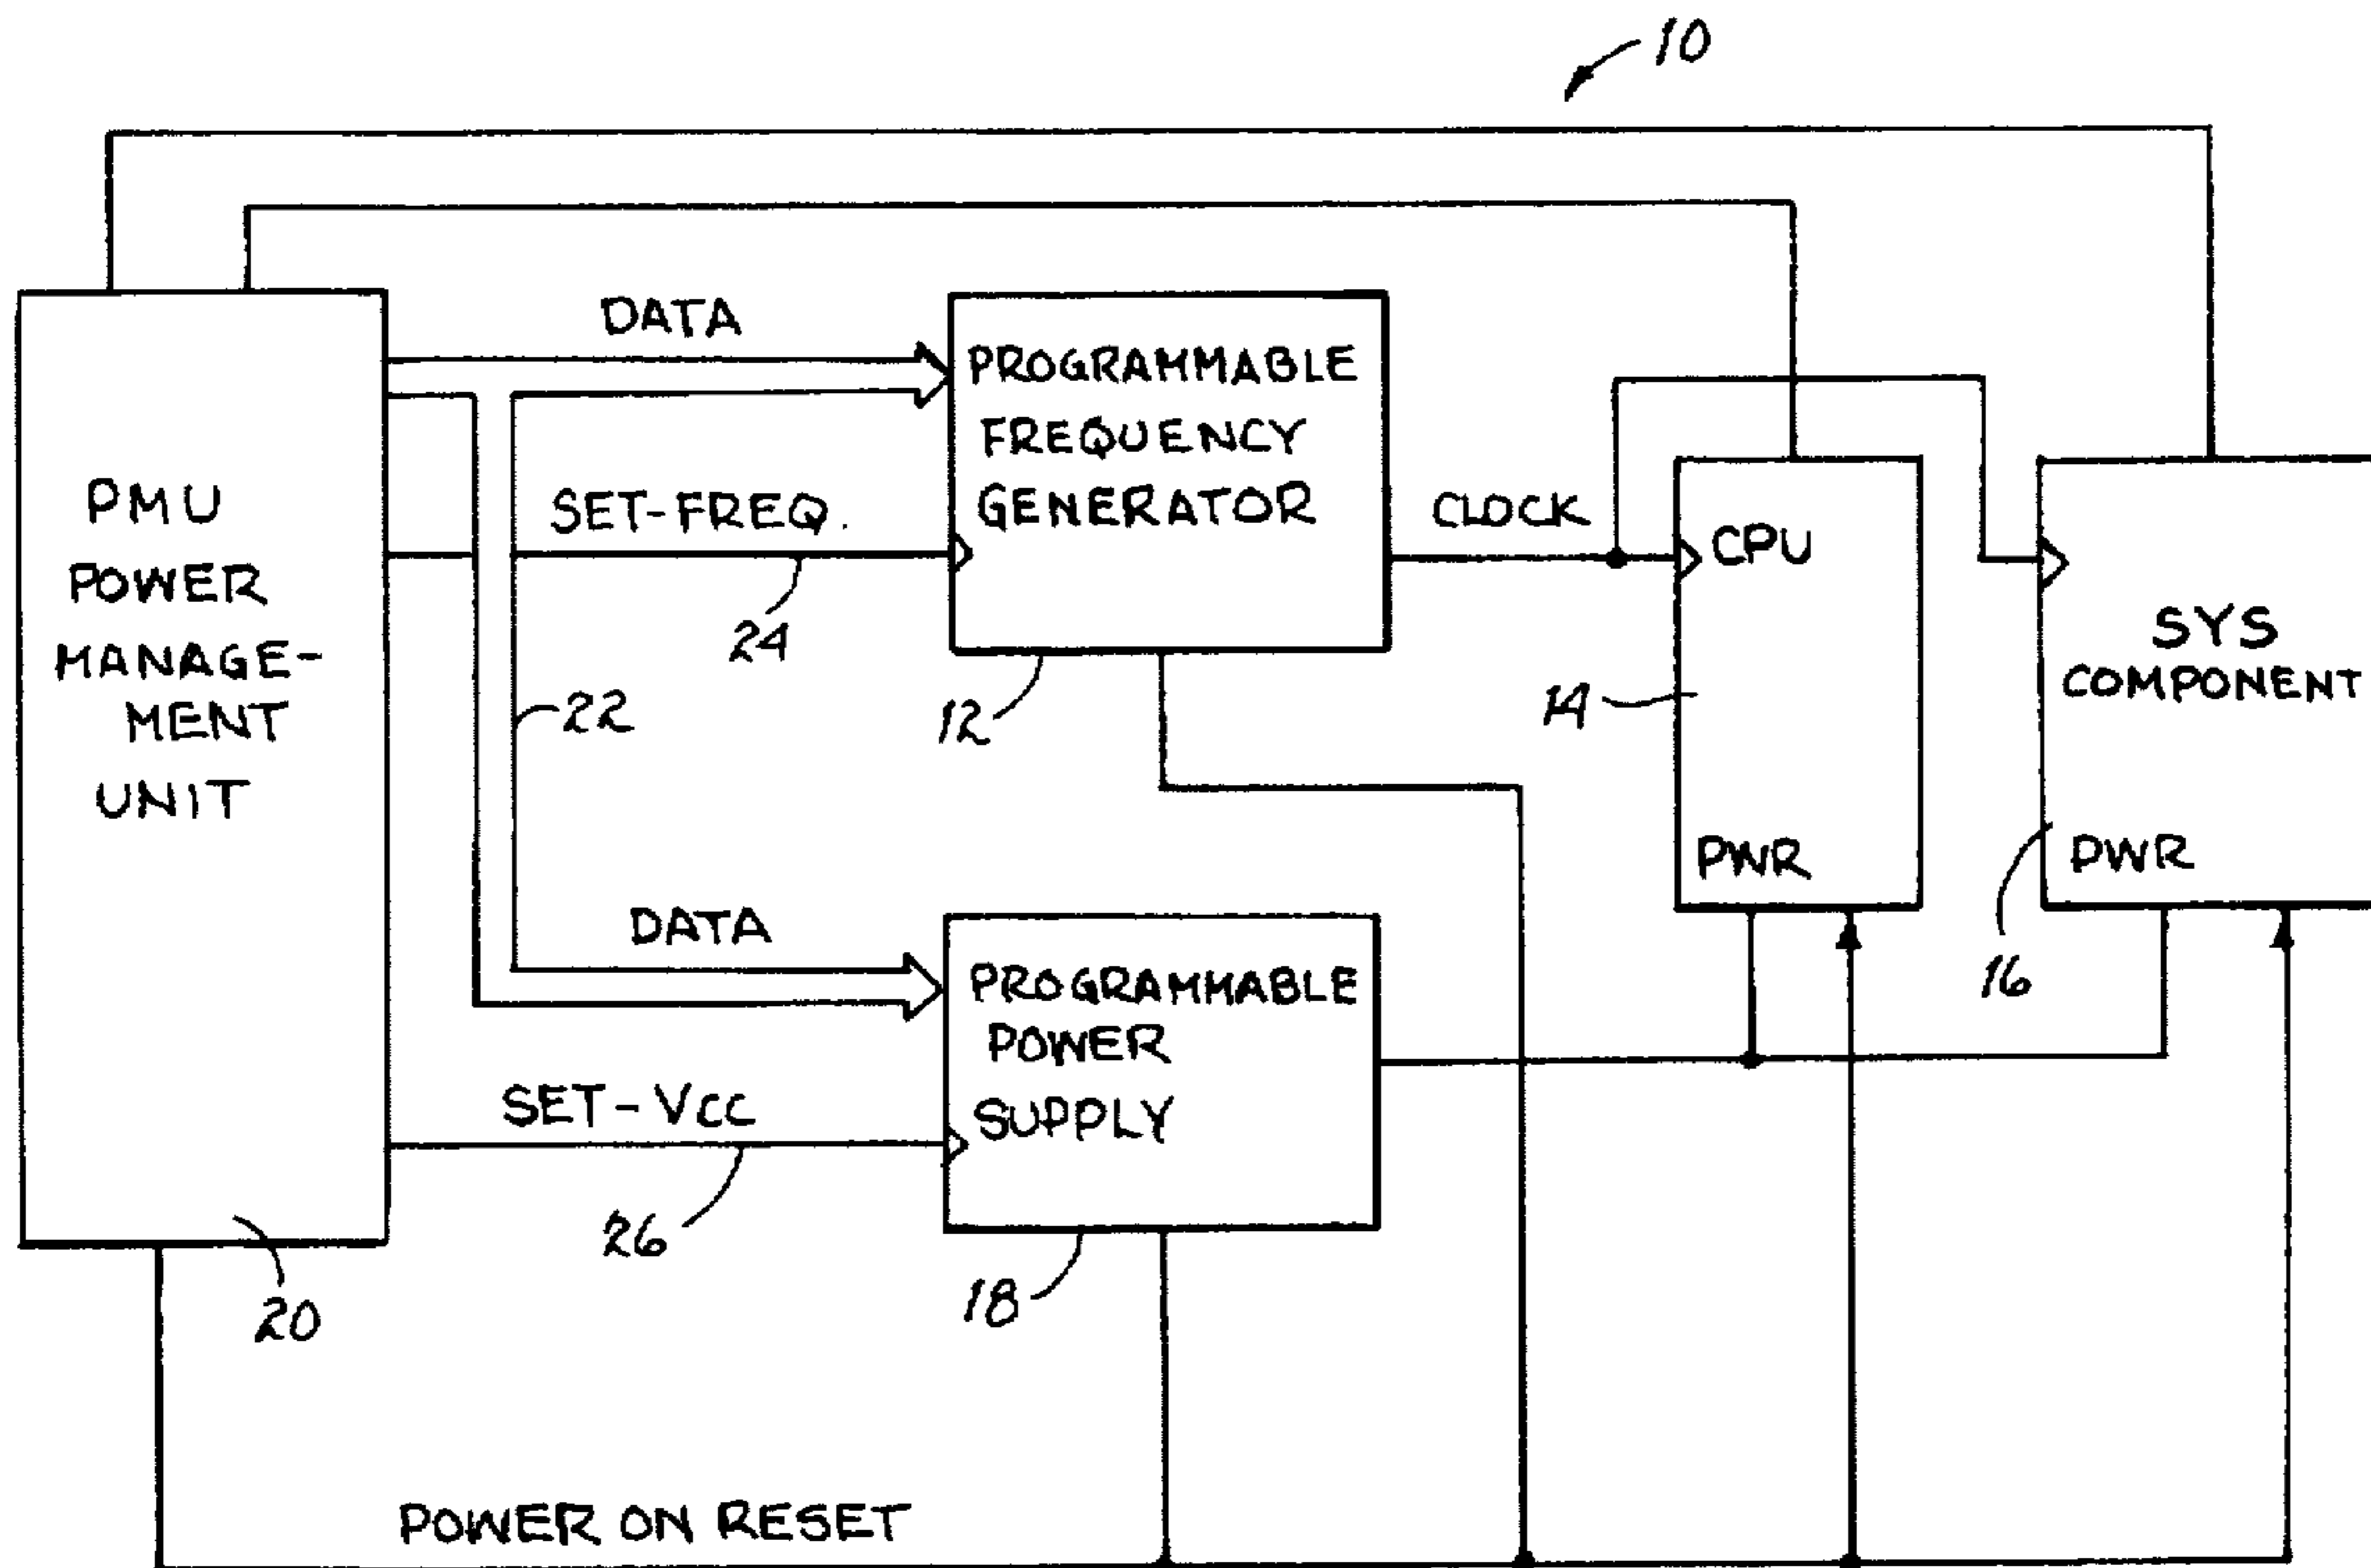 10
DATA
PMU
POWER
MANAGE-
MENT
UNIT
20
SET-FREQ.
24
22
DATA
SET-VCC
26
PROGRAMMABLE
FREQUENCY
GENERATOR
12
CLOCK
CPU
14
PWR
SYS
COMPONENT
16
PWR
PROGRAMMABLE
POWER
SUPPLY
18
POWER ON RESET